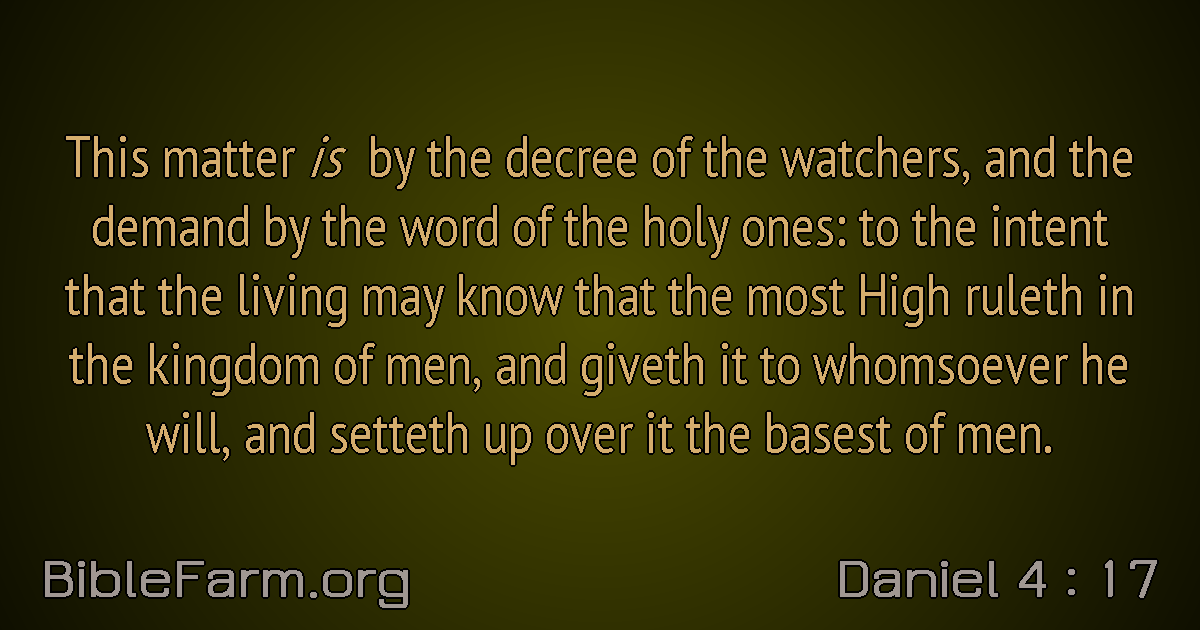 This matter is by the decree of the watchers, and the
demand by the word of the holy ones: to the intent
that the living may know that the most High ruleth in
the kingdom of men, and giveth it to whomsoever he
will, and setteth up over it the basest of men.
BibleFarm.org
Daniel 4 : 17